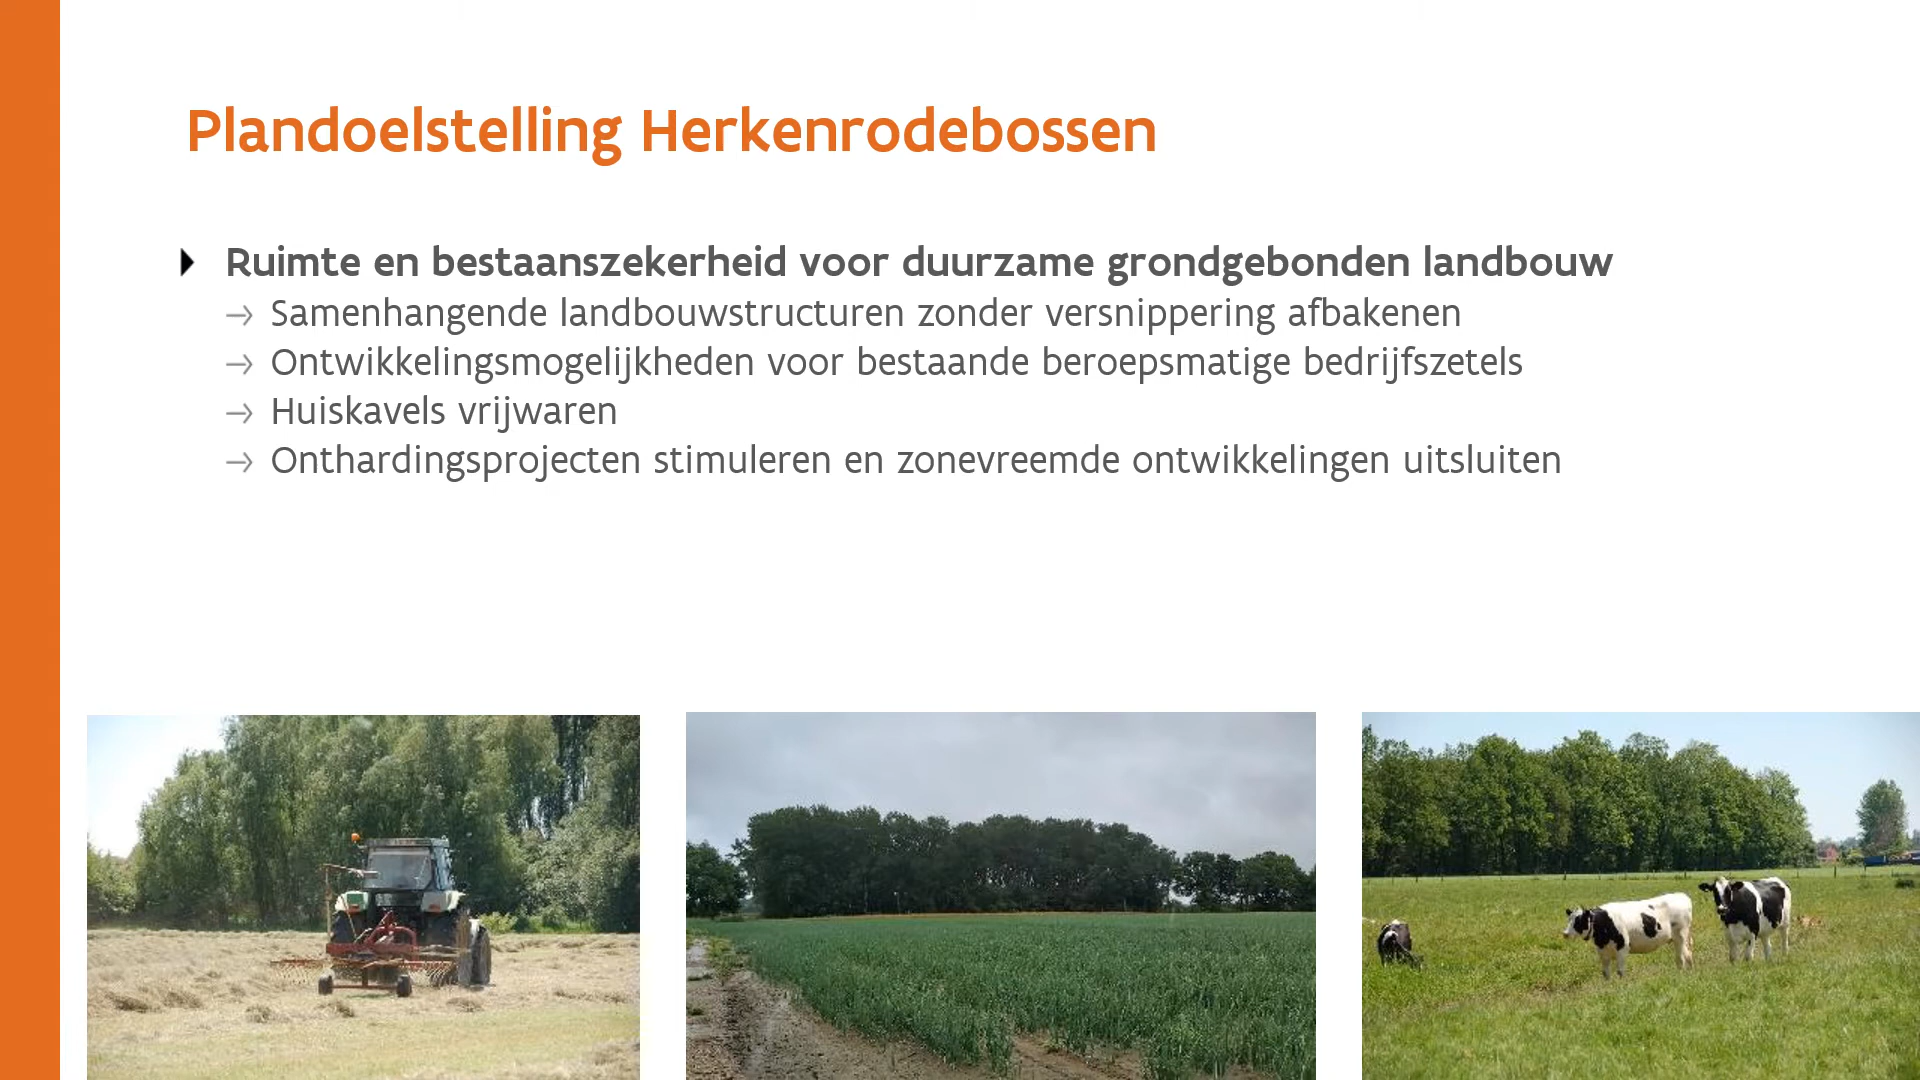 Plandoelstelling Herkenrodebossen
Ruimte en bestaanszekerheid voor duurzame grondgebonden landbouw
→ Samenhangende landbouwstructuren zonder versnippering afbakenen
→ Ontwikkelingsmogelijkheden voor bestaande beroepsmatige bedrijfszetels
→ Huiskavels vrijwaren
→ Onthardingsprojecten stimuleren en zonevreemde ontwikkelingen uitsluiten